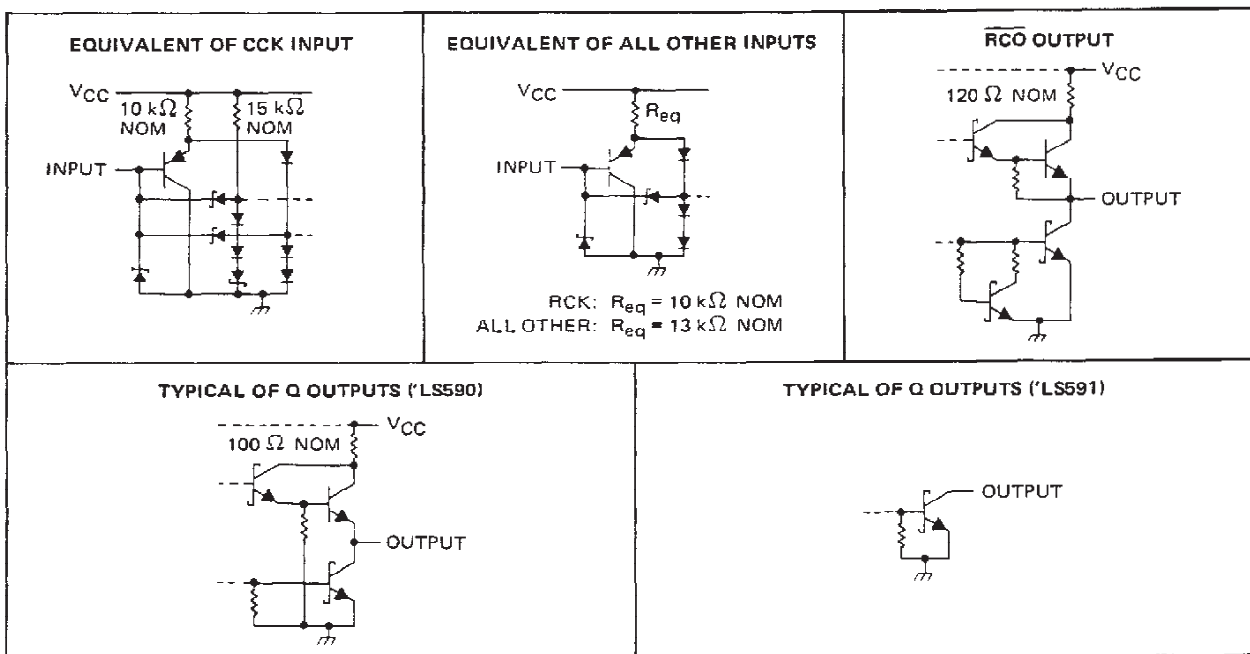 EQUIVALENT OF CCK INPUT
VCC
10 kΩ
NOM
15 kΩ
NOM
INPUT
EQUIVALENT OF ALL OTHER INPUTS
VCC
Req
INPUT
RCK: Req = 10 kΩ NOM
ALL OTHER: Req = 13 kΩ NOM
R̅C̅O̅ OUTPUT
VCC
120 Ω NOM
OUTPUT
TYPICAL OF Q OUTPUTS ('LS590)
VCC
100 Ω NOM
OUTPUT
TYPICAL OF Q OUTPUTS ('LS591)
OUTPUT